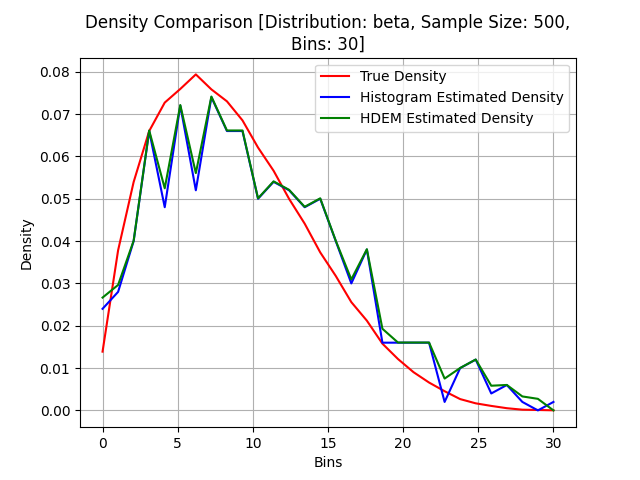 Density Comparison [Distribution: beta, Sample Size: 500,
Bins: 30]
True Density
Histogram Estimated Density
HDEM Estimated Density
Density
0.08
0.07
0.06
0.05
0.04
0.03
0.02
0.01
0.00
0 5 10 15 20 25 30
Bins